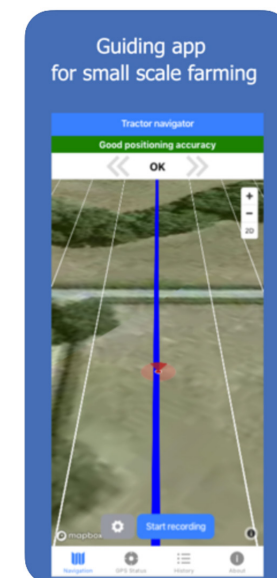 Guiding app
for small scale farming
Tractor navigator
Good positioning accuracy
OK
+
−
2D
mapbox
Start recording
Navigation
GPS Status
History
About